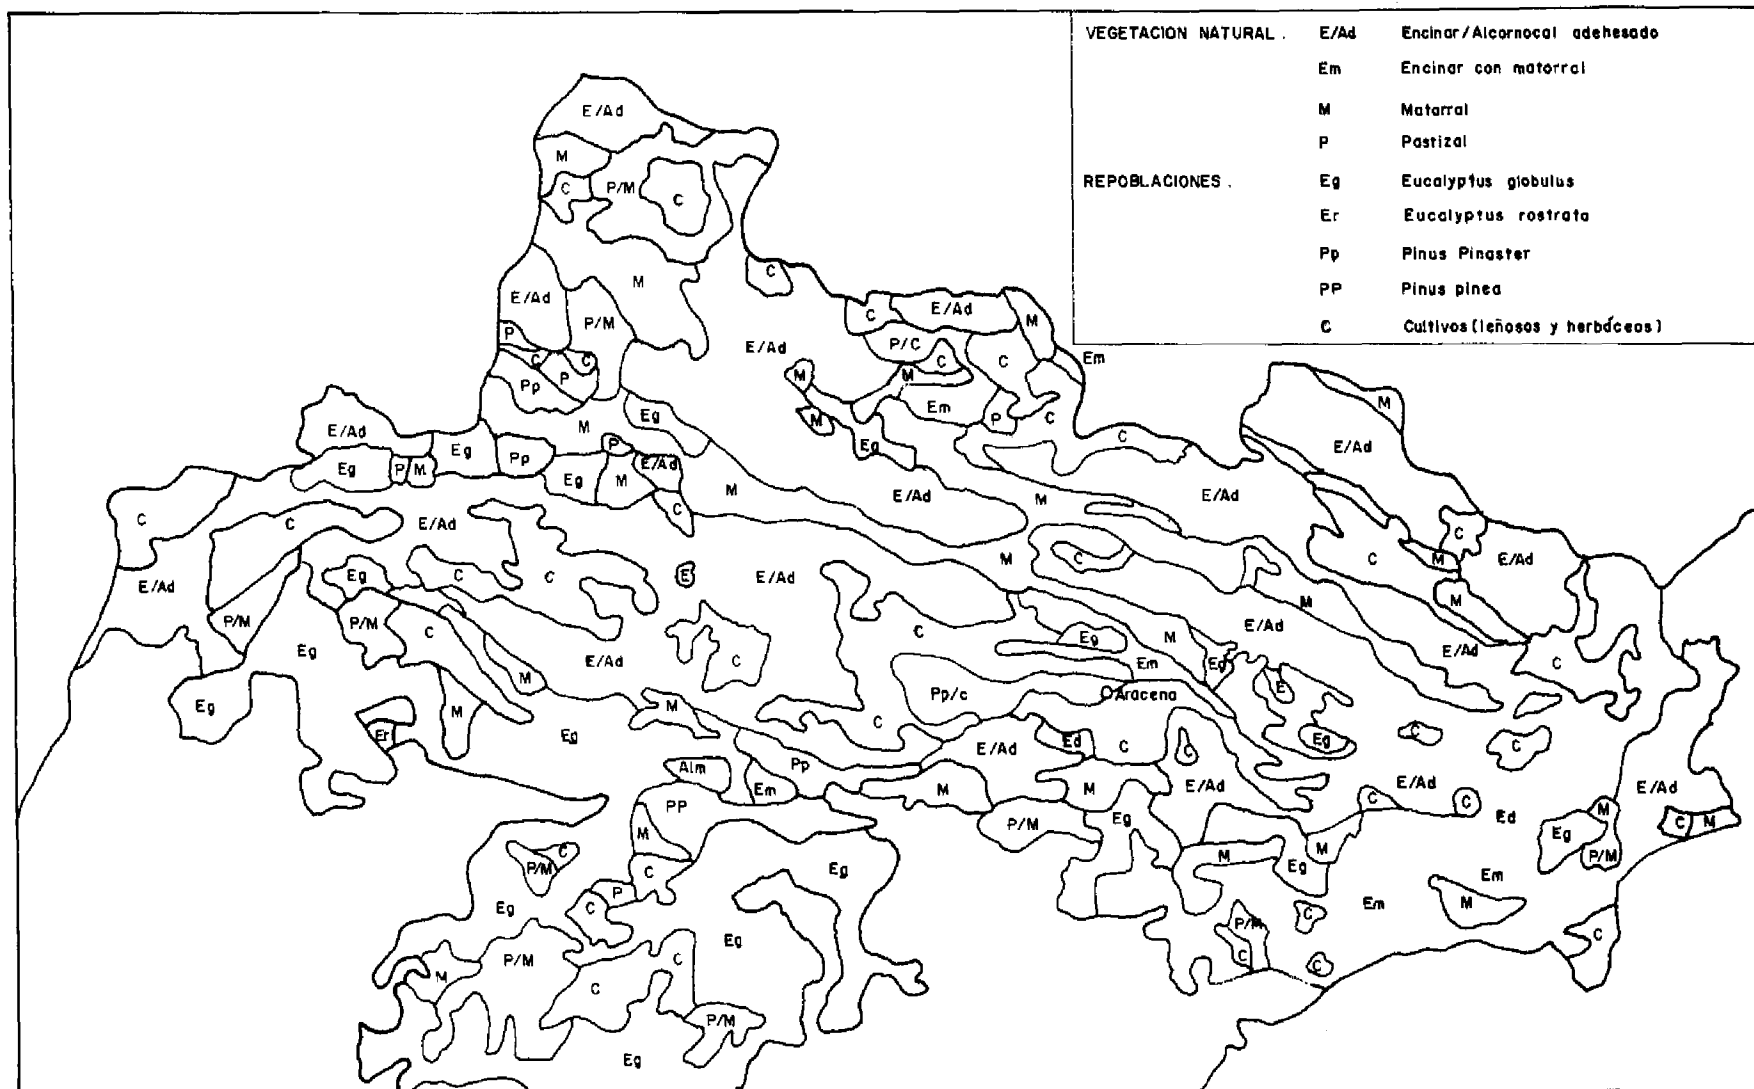 VEGETACION NATURAL . E/Ad Encinar/Alcornocal adehesado
Em Encinar con matorral
M Matarral
P Pastizal
REPOBLACIONES . Eg Eucalyptus globulus
Er Eucalyptus rostrata
Pp Pinus Pinaster
PP Pinus pinea
C Cultivos (leñosos y herbáceos)
E/Ad
M
C P/M C
C
M
E/Ad P/M
C E/Ad M
P P/C
C C E/Ad C C Em
Pp P M M
Eg Em P C M
E/Ad M M
Eg Pp P Eg C E/Ad
Eg P M Eg M E/Ad
M E/Ad M E/Ad
C C E/Ad C C
Eg C C E E/Ad M C C M E/Ad
E/Ad M M
P/M P/M C C Eg M E/Ad
Eg E/Ad C Em Eg E/Ad C
M Pp/c Aracena E
Eg M M
Er Eg C E/Ad Ed C C Eg C C
Alm Pp Em M M E/Ad E/Ad E/Ad
PP C C
M P/M Eg M Ed Eg M C M
P/M C C Eg M Eg P/M
P Em
Eg C Em M
Eg P/M C
P/M C C C
M C C
P/M
Eg